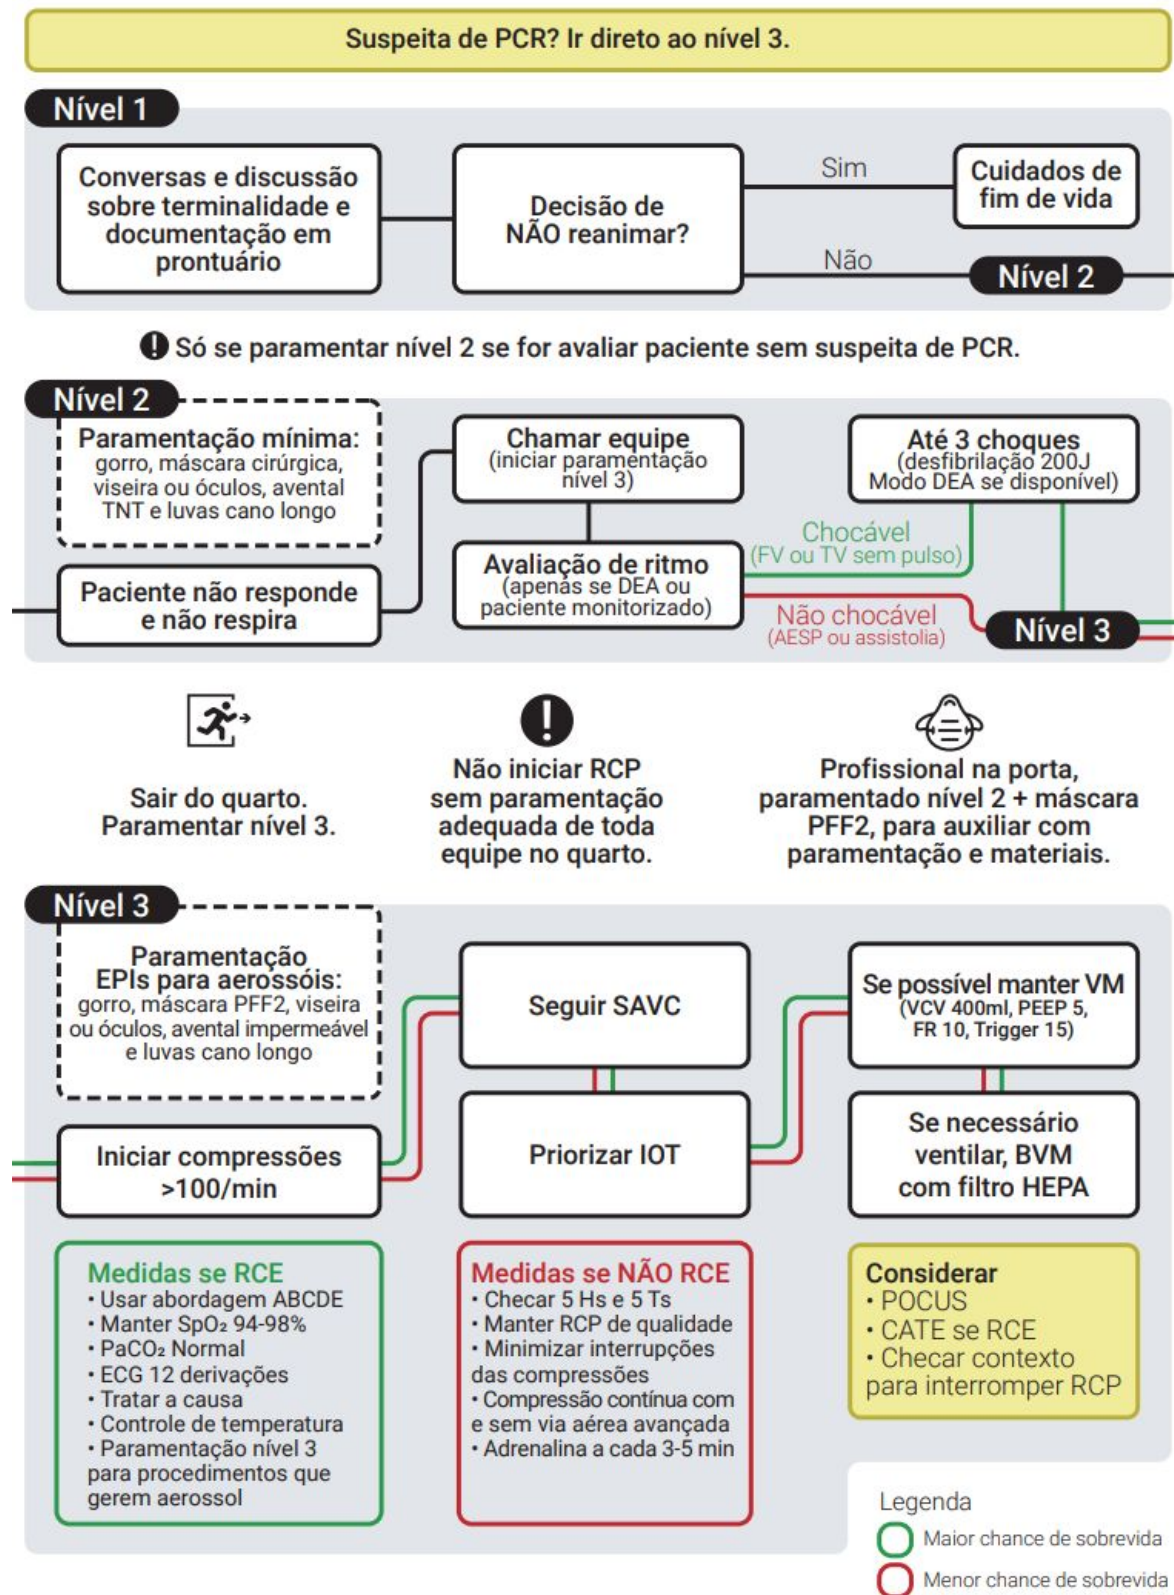 Suspeita de PCR? Ir direto ao nível 3.
Nível 1
Conversas e discussão
sobre terminalidade e
documentação em
prontuário
Decisão de
NÃO reanimar?
Sim
Cuidados de
fim de vida
Não
Nível 2
! Só se paramentar nível 2 se for avaliar paciente sem suspeita de PCR.
Nível 2
Paramentação mínima:
gorro, máscara cirúrgica,
viseira ou óculos, avental
TNT e luvas cano longo
Paciente não responde
e não respira
Chamar equipe
(iniciar paramentação
nível 3)
Avaliação de ritmo
(apenas se DEA ou
paciente monitorizado)
Chocável
(FV ou TV sem pulso)
Não chocável
(AESP ou assistolia)
Até 3 choques
(desfibrilação 200J
Modo DEA se disponível)
Nível 3
Sair do quarto.
Paramentar nível 3.
!
Não iniciar RCP
sem paramentação
adequada de toda
equipe no quarto.
Profissional na porta,
paramentado nível 2 + máscara
PFF2, para auxiliar com
paramentação e materiais.
Nível 3
Paramentação
EPIs para aerossóis:
gorro, máscara PFF2, viseira
ou óculos, avental impermeável
e luvas cano longo
Iniciar compressões
>100/min
Seguir SAVC
Priorizar IOT
Se possível manter VM
(VCV 400ml, PEEP 5,
FR 10, Trigger 15)
Se necessário
ventilar, BVM
com filtro HEPA
Medidas se RCE
• Usar abordagem ABCDE
• Manter SpO₂ 94-98%
• PaCO₂ Normal
• ECG 12 derivações
• Tratar a causa
• Controle de temperatura
• Paramentação nível 3
para procedimentos que
gerem aerossol
Medidas se NÃO RCE
• Checar 5 Hs e 5 Ts
• Manter RCP de qualidade
• Minimizar interrupções
das compressões
• Compressão contínua com
e sem via aérea avançada
• Adrenalina a cada 3-5 min
Considerar
• POCUS
• CATE se RCE
• Checar contexto
para interromper RCP
Legenda
Maior chance de sobrevida
Menor chance de sobrevida